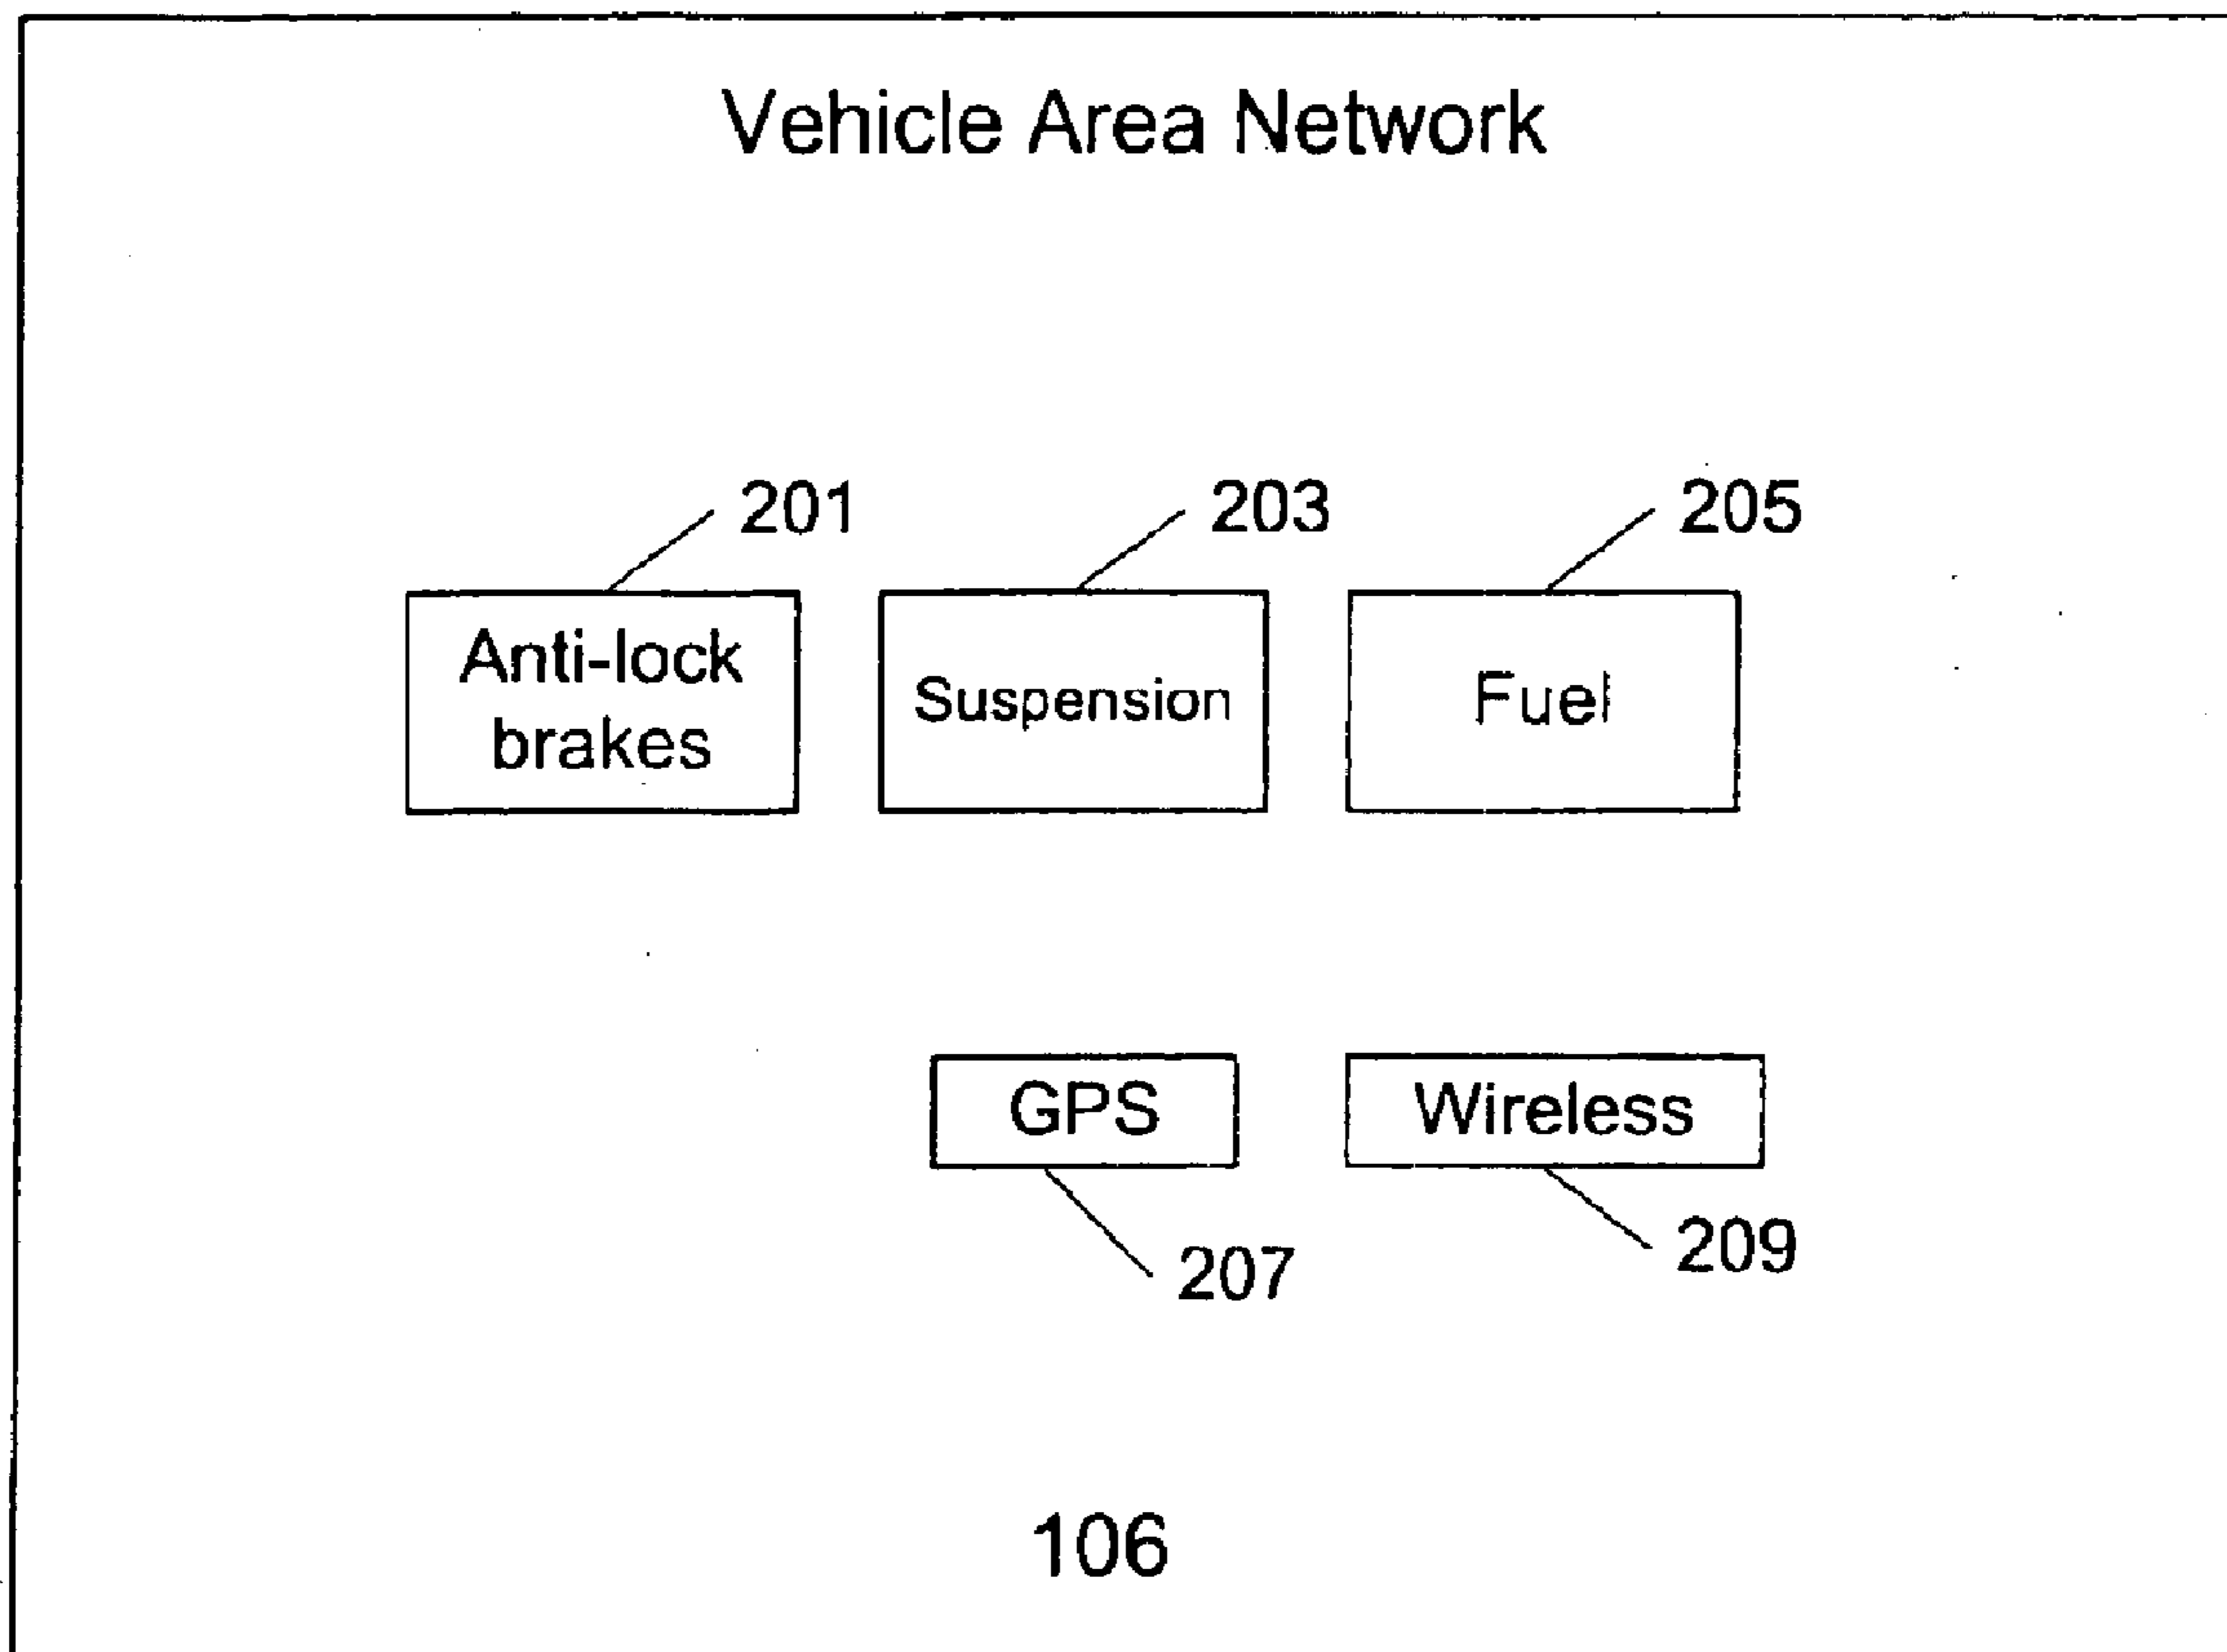 Vehicle Area Network
201
203
205
Anti-lock
brakes
Suspension
Fuel
GPS
Wireless
207
209
106